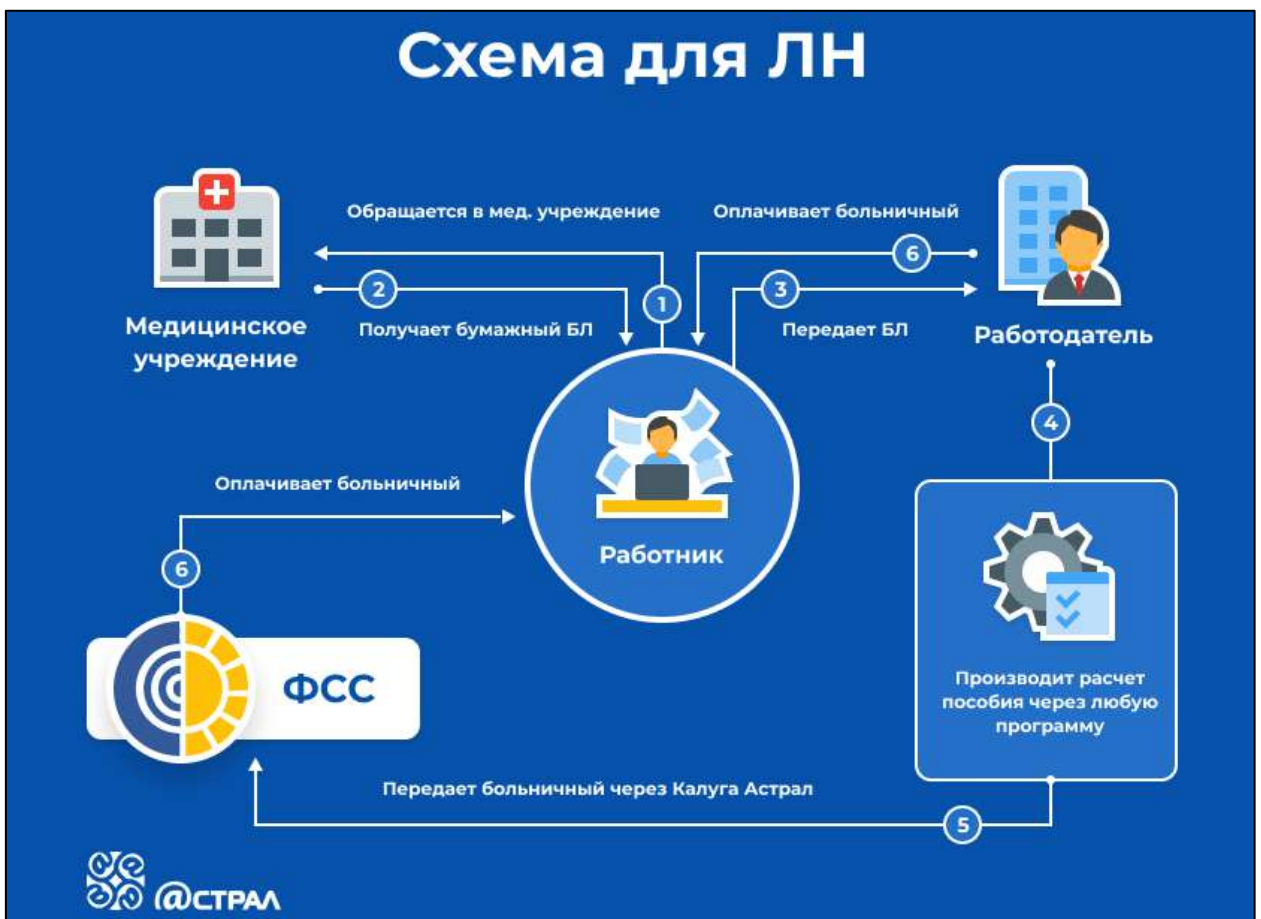 Схема для ЛН
Обращается в мед. учреждение
Оплачивает больничный
6
2
1
3
Получает бумажный БЛ
Передает БЛ
Медицинское
учреждение
Работодатель
4
Оплачивает больничный
Работник
6
ФСС
Производит расчет
пособия через любую
программу
Передает больничный через Калуга Астрал
5
@СТРАЛ